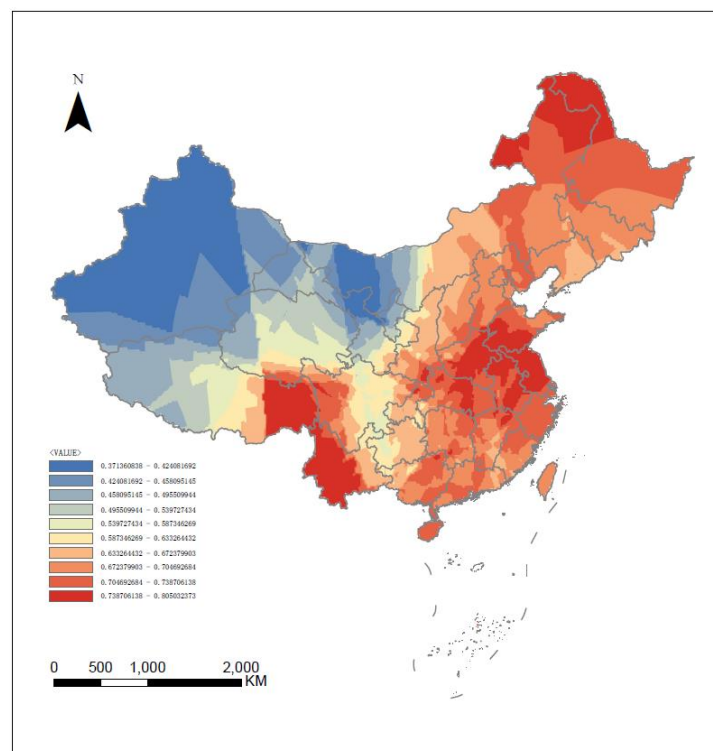 N
<VALUE>
0.371360838 - 0.424081692
0.424081692 - 0.458095145
0.458095145 - 0.495509944
0.495509944 - 0.539727434
0.539727434 - 0.587346269
0.587346269 - 0.633264432
0.633264432 - 0.672379903
0.672379903 - 0.704692684
0.704692684 - 0.738706138
0.738706138 - 0.805032373
0 500 1,000 2,000
KM